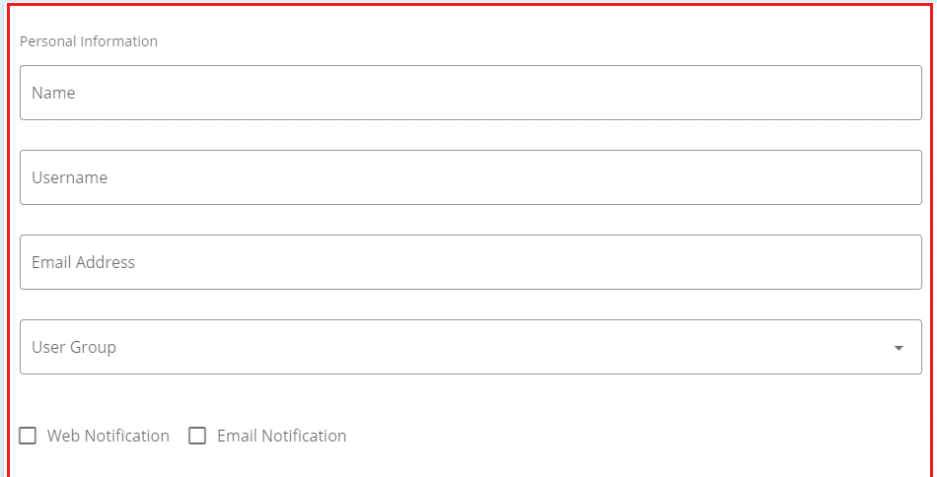 Personal Information
Name
Username
Email Address
User Group
Web Notification Email Notification